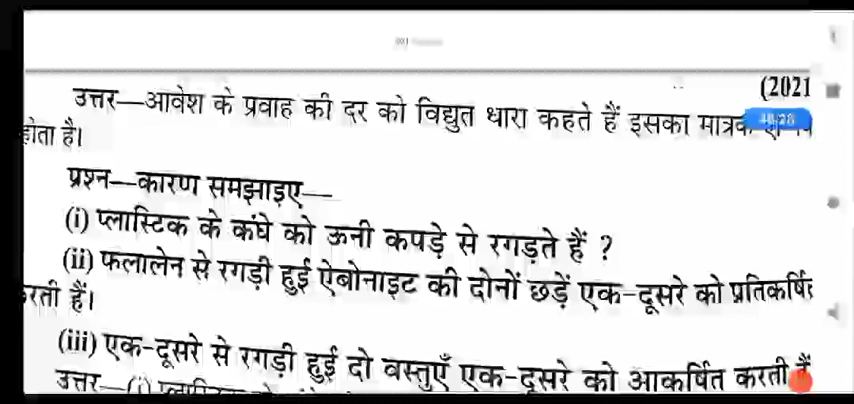 (2021
उत्तर—आवेश के प्रवाह की दर को विद्युत धारा कहते हैं इसका मात्रक
होता है।
40:28
प्रश्न—कारण समझाइए—
(i) प्लास्टिक के कंघे को ऊनी कपड़े से रगड़ते हैं ?
(ii) फलालेन से रगड़ी हुई ऐबोनाइट की दोनों छड़ें एक-दूसरे को प्रतिकर्षित
करती हैं।
(iii) एक-दूसरे से रगड़ी हुई दो वस्तुएँ एक-दूसरे को आकर्षित करती हैं
उत्तर—(i)